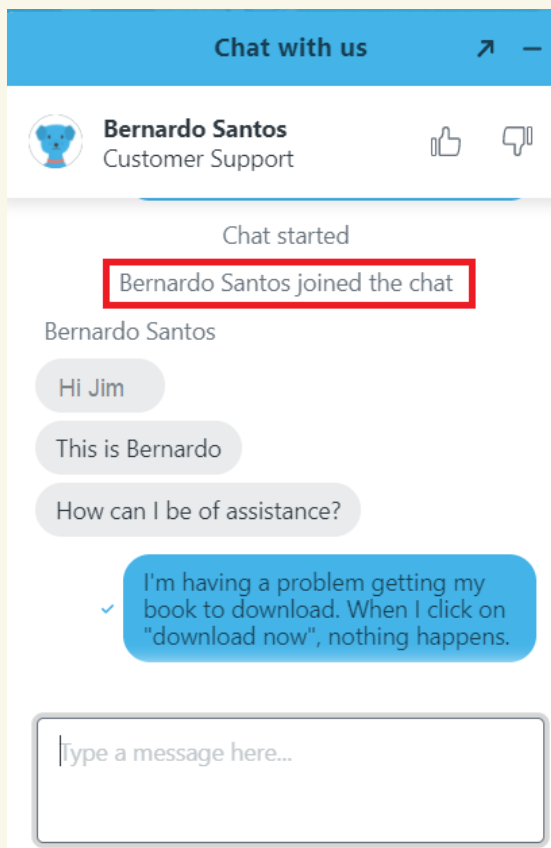 Chat with us
Bernardo Santos
Customer Support
Chat started
Bernardo Santos joined the chat
Bernardo Santos
Hi Jim
This is Bernardo
How can I be of assistance?
I'm having a problem getting my
book to download. When I click on
"download now", nothing happens.
Type a message here...